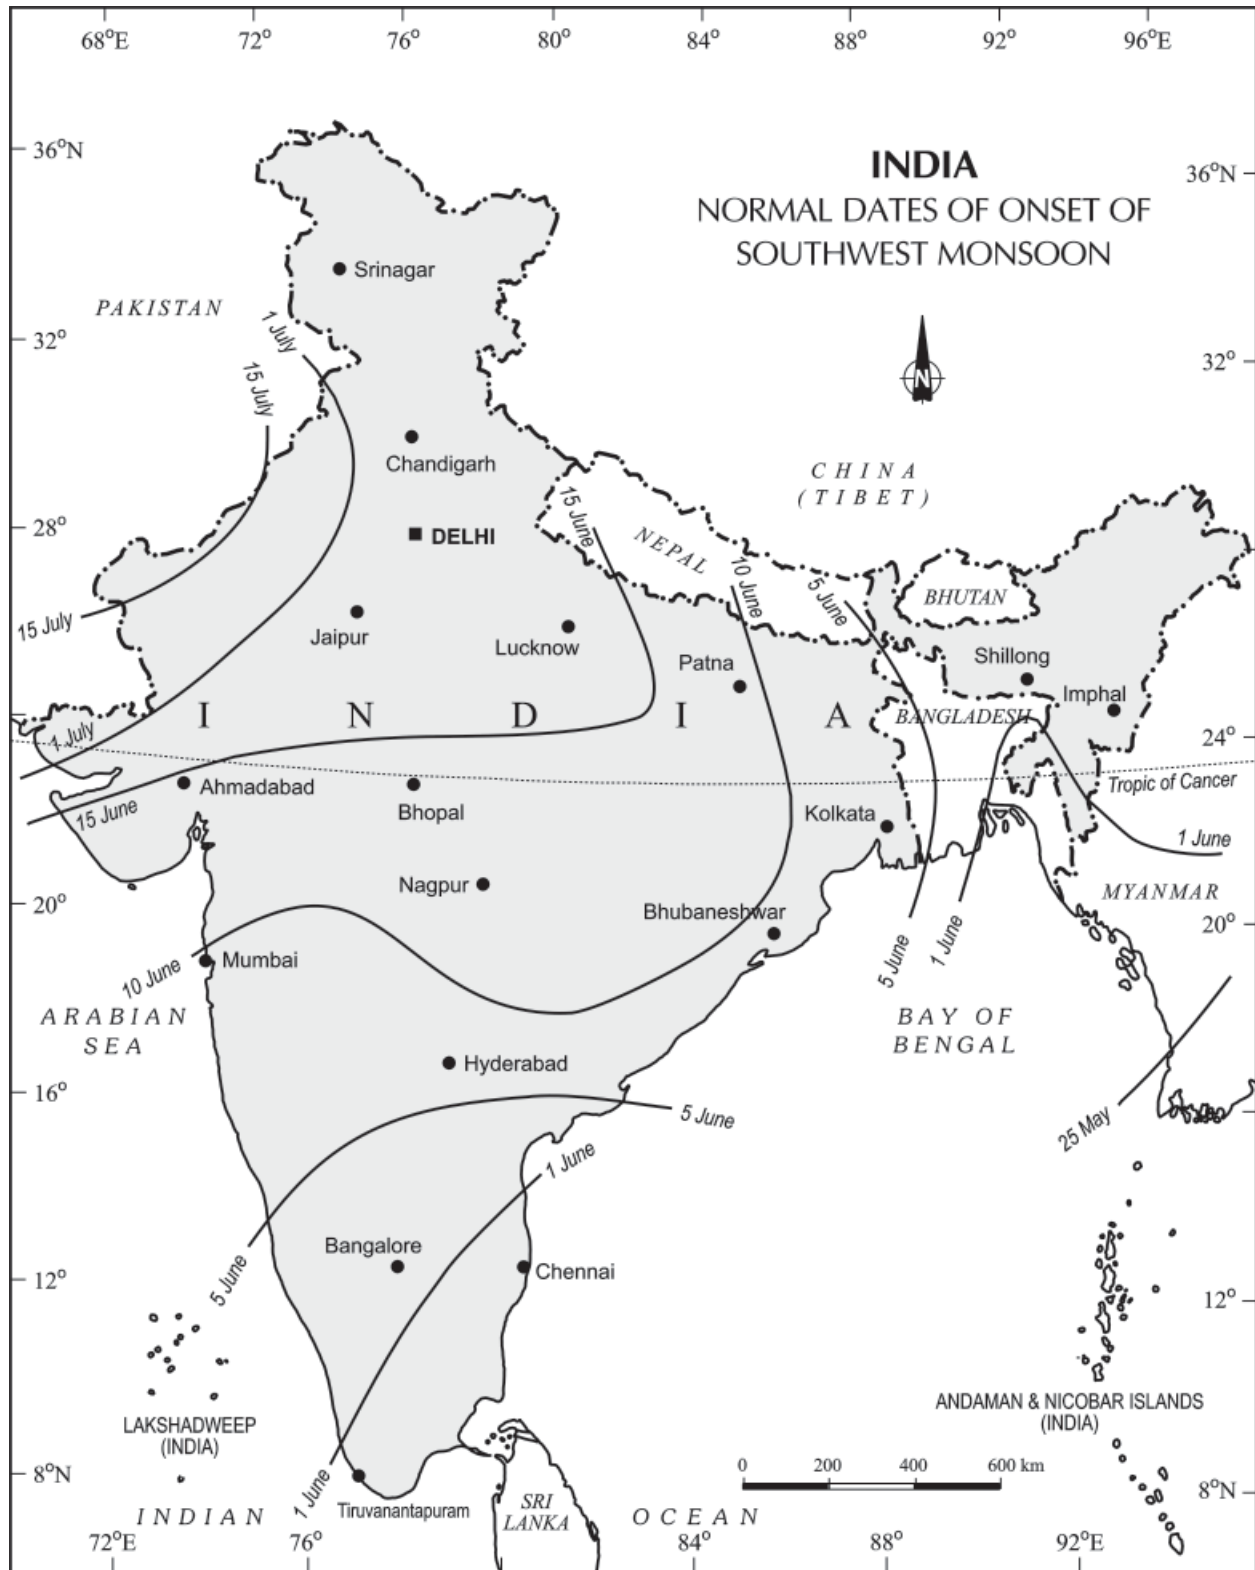 68°E 72° 76° 80° 84° 88° 92° 96°E
36°N
36°N
INDIA
NORMAL DATES OF ONSET OF
SOUTHWEST MONSOON
Srinagar
PAKISTAN
1 July
32°
32°
15 July
N
Chandigarh
CHINA
(TIBET)
28°
DELHI
15 June
NEPAL
10 June
5 June
BHUTAN
15 July
Jaipur
Lucknow
Patna
Shillong
Imphal
I N D I A
BANGLADESH
1 July
24°
Ahmadabad
Tropic of Cancer
15 June
Bhopal
Kolkata
1 June
Nagpur
MYANMAR
20°
20°
Bhubaneshwar
10 June
Mumbai
5 June
1 June
ARABIAN
SEA
BAY OF
BENGAL
Hyderabad
16°
5 June
25 May
1 June
Bangalore
5 June
Chennai
12°
12°
LAKSHADWEEP
(INDIA)
ANDAMAN & NICOBAR ISLANDS
(INDIA)
8°N
8°N
0 200 400 600 km
1 June
Tiruvanantapuram
SRI
LANKA
INDIAN OCEAN
72°E 76° 84° 88° 92°E